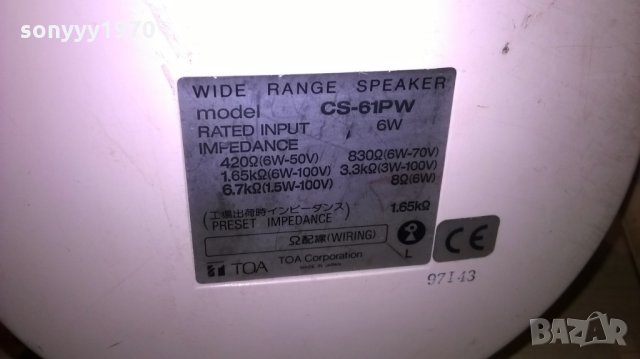 sonyyy1970
WIDE RANGE SPEAKER
model CS-61PW
RATED INPUT 6W
IMPEDANCE
420Ω(6W-50V) 830Ω(6W-70V)
1.65kΩ(6W-100V) 3.3kΩ(3W-100V)
6.7kΩ(1.5W-100V) 8Ω(6W)
(工場出荷時インピーダンス)
(PRESET IMPEDANCE) 1.65kΩ
Ω配線(WIRING)
L
TOA TOA Corporation
MADE IN JAPAN
CE
97143
BAZAR